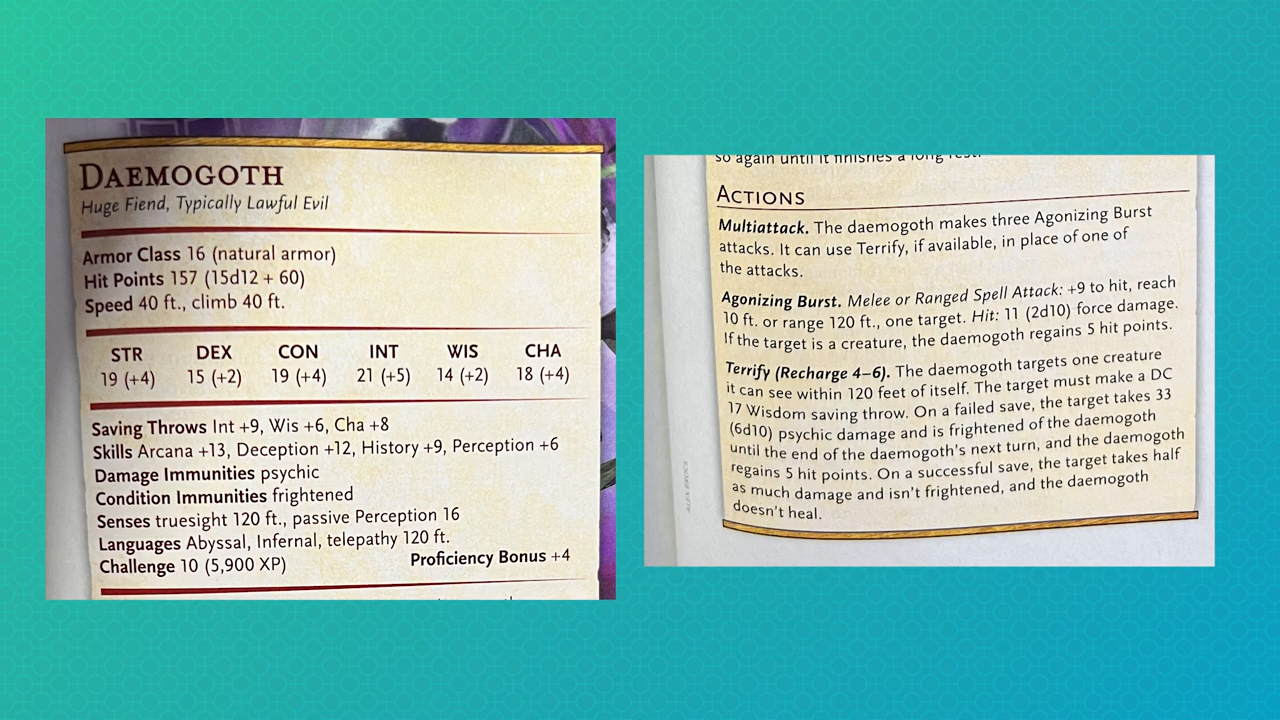 DAEMOGOTH
Huge Fiend, Typically Lawful Evil
Armor Class 16 (natural armor)
Hit Points 157 (15d12 + 60)
Speed 40 ft., climb 40 ft.
STR DEX CON INT WIS CHA
19 (+4) 15 (+2) 19 (+4) 21 (+5) 14 (+2) 18 (+4)
Saving Throws Int +9, Wis +6, Cha +8
Skills Arcana +13, Deception +12, History +9, Perception +6
Damage Immunities psychic
Condition Immunities frightened
Senses truesight 120 ft., passive Perception 16
Languages Abyssal, Infernal, telepathy 120 ft.
Challenge 10 (5,900 XP) Proficiency Bonus +4
so again until it finishes a long rest.
ACTIONS
Multiattack. The daemogoth makes three Agonizing Burst
attacks. It can use Terrify, if available, in place of one of
the attacks.
Agonizing Burst. Melee or Ranged Spell Attack: +9 to hit, reach
10 ft. or range 120 ft., one target. Hit: 11 (2d10) force damage.
If the target is a creature, the daemogoth regains 5 hit points.
Terrify (Recharge 4–6). The daemogoth targets one creature
it can see within 120 feet of itself. The target must make a DC
17 Wisdom saving throw. On a failed save, the target takes 33
(6d10) psychic damage and is frightened of the daemogoth
until the end of the daemogoth's next turn, and the daemogoth
regains 5 hit points. On a successful save, the target takes half
as much damage and isn't frightened, and the daemogoth
doesn't heal.
ALEX BROCK